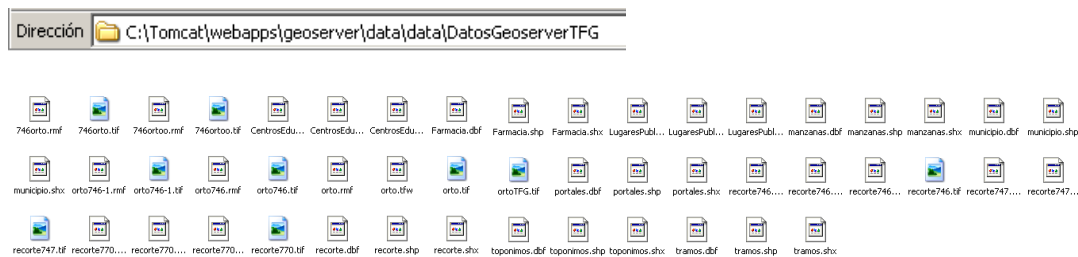 Dirección C:\Tomcat\webapps\geoserver\data\data\DatosGeoserverTFG
746orto.rmf 746orto.tif 746ortoo.rmf 746ortoo.tif CentrosEdu... CentrosEdu... CentrosEdu... Farmacia.dbf Farmacia.shp Farmacia.shx LugaresPubl... LugaresPubl... LugaresPubl... manzanas.dbf manzanas.shp manzanas.shx municipio.dbf municipio.shp
municipio.shx orto746-1.rmf orto746-1.tif orto746.rmf orto746.tif orto.rmf orto.tfw orto.tif ortoTFG.tif portales.dbf portales.shp portales.shx recorte746.... recorte746.... recorte746... recorte746.tif recorte747.... recorte747...
recorte747.tif recorte770.... recorte770.... recorte770... recorte770.tif recorte.dbf recorte.shp recorte.shx toponimos.dbf toponimos.shp toponimos.shx tramos.dbf tramos.shp tramos.shx